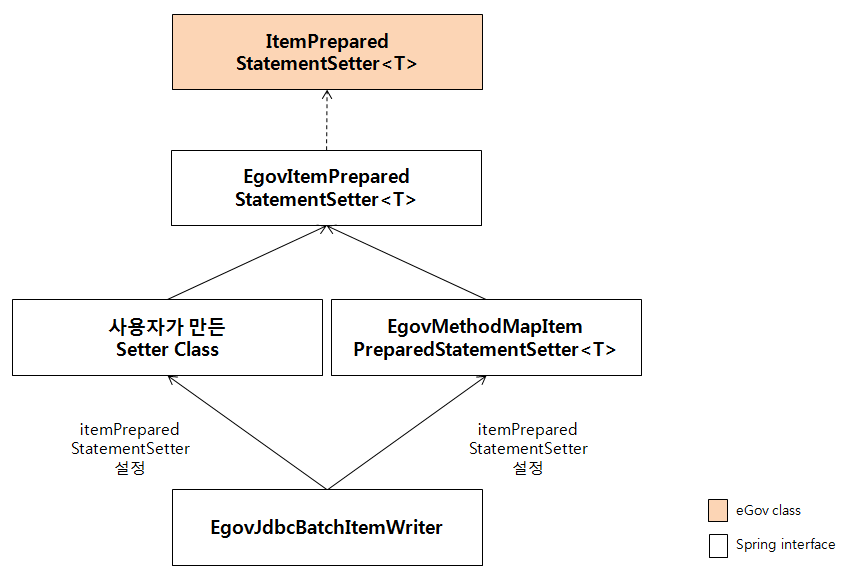 ItemPrepared
StatementSetter<T>
EgovItemPrepared
StatementSetter<T>
사용자가 만든
Setter Class
EgovMethodMapItem
PreparedStatementSetter<T>
itemPrepared
StatementSetter
설정
itemPrepared
StatementSetter
설정
EgovJdbcBatchItemWriter
eGov class
Spring interface